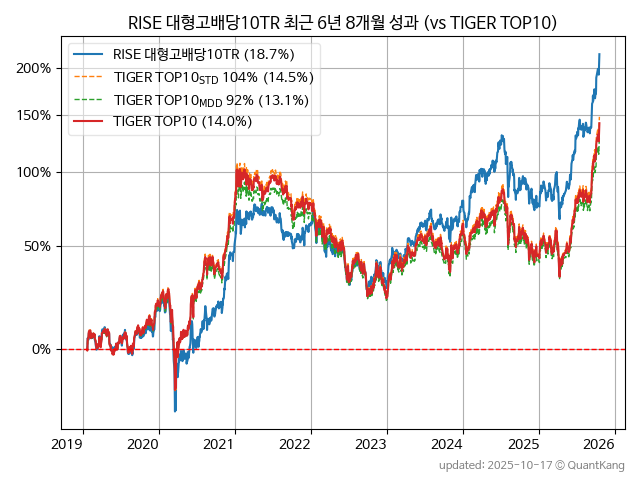 RISE 대형고배당10TR 최근 6년 8개월 성과 (vs TIGER TOP10)
RISE 대형고배당10TR (18.7%)
TIGER TOP10STD 104% (14.5%)
TIGER TOP10MDD 92% (13.1%)
TIGER TOP10 (14.0%)
200%
150%
100%
50%
0%
2019 2020 2021 2022 2023 2024 2025 2026
updated: 2025-10-17 © QuantKang